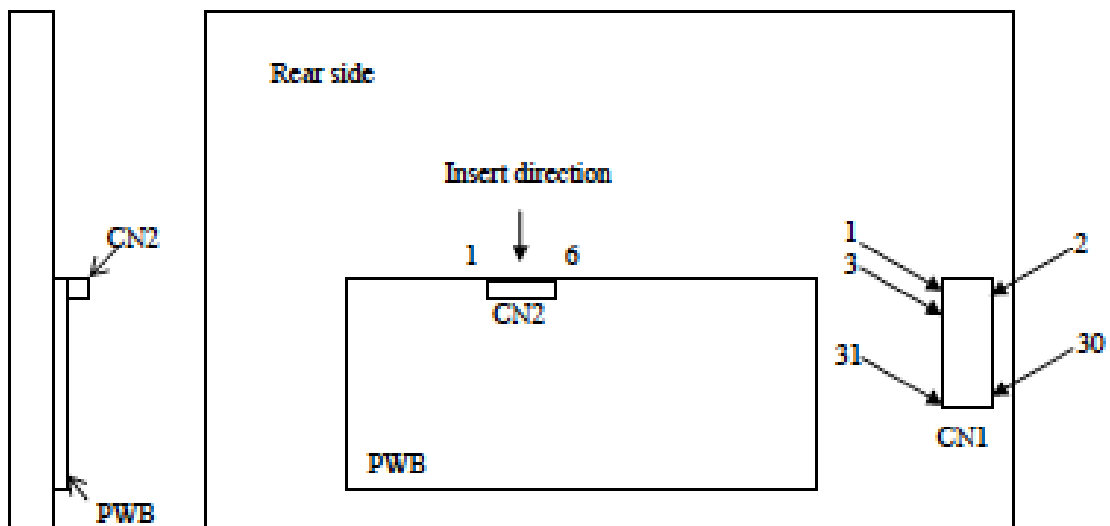 Rear side
Insert direction
CN2
1
6
1
2
3
CN2
31
30
CN1
PWB
PWB